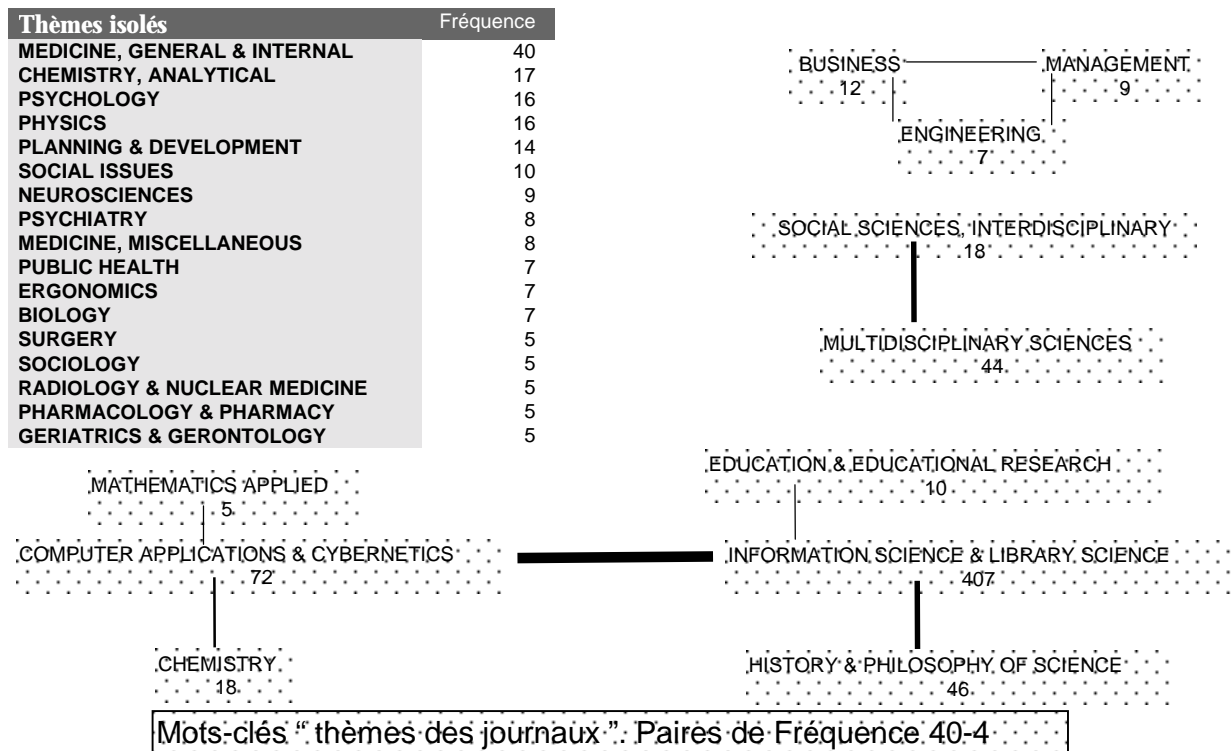 Thèmes isolés Fréquence
MEDICINE, GENERAL & INTERNAL 40
CHEMISTRY, ANALYTICAL 17
PSYCHOLOGY 16
PHYSICS 16
PLANNING & DEVELOPMENT 14
SOCIAL ISSUES 10
NEUROSCIENCES 9
PSYCHIATRY 8
MEDICINE, MISCELLANEOUS 8
PUBLIC HEALTH 7
ERGONOMICS 7
BIOLOGY 7
SURGERY 5
SOCIOLOGY 5
RADIOLOGY & NUCLEAR MEDICINE 5
PHARMACOLOGY & PHARMACY 5
GERIATRICS & GERONTOLOGY 5
BUSINESS
12
MANAGEMENT
9
ENGINEERING
7
SOCIAL SCIENCES, INTERDISCIPLINARY
18
MULTIDISCIPLINARY SCIENCES
44
EDUCATION & EDUCATIONAL RESEARCH
10
MATHEMATICS APPLIED
5
COMPUTER APPLICATIONS & CYBERNETICS
72
INFORMATION SCIENCE & LIBRARY SCIENCE
407
CHEMISTRY
18
HISTORY & PHILOSOPHY OF SCIENCE
46
Mots-clés “ thèmes des journaux ”. Paires de Fréquence 40-4